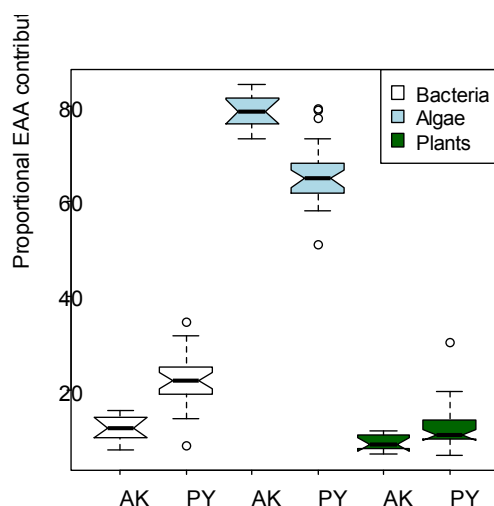 Proportional EAA contribu
80
60
40
20
Bacteria
Algae
Plants
AK PY AK PY AK PY